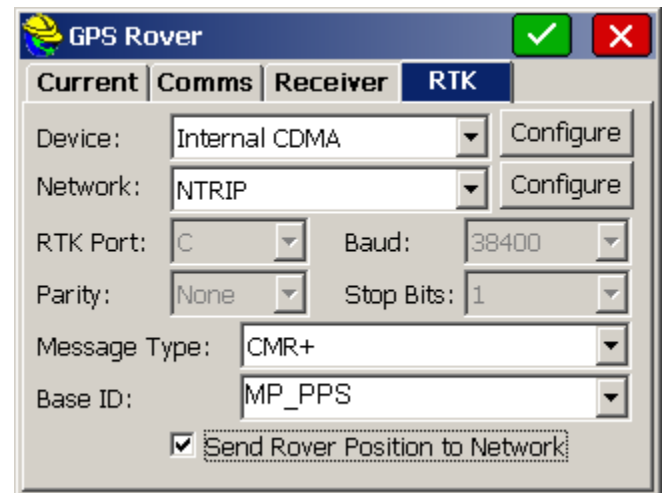 GPS Rover
Current Comms Receiver RTK
Device: Internal CDMA Configure
Network: NTRIP Configure
RTK Port: C Baud: 38400
Parity: None Stop Bits: 1
Message Type: CMR+
Base ID: MP_PPS
Send Rover Position to Network